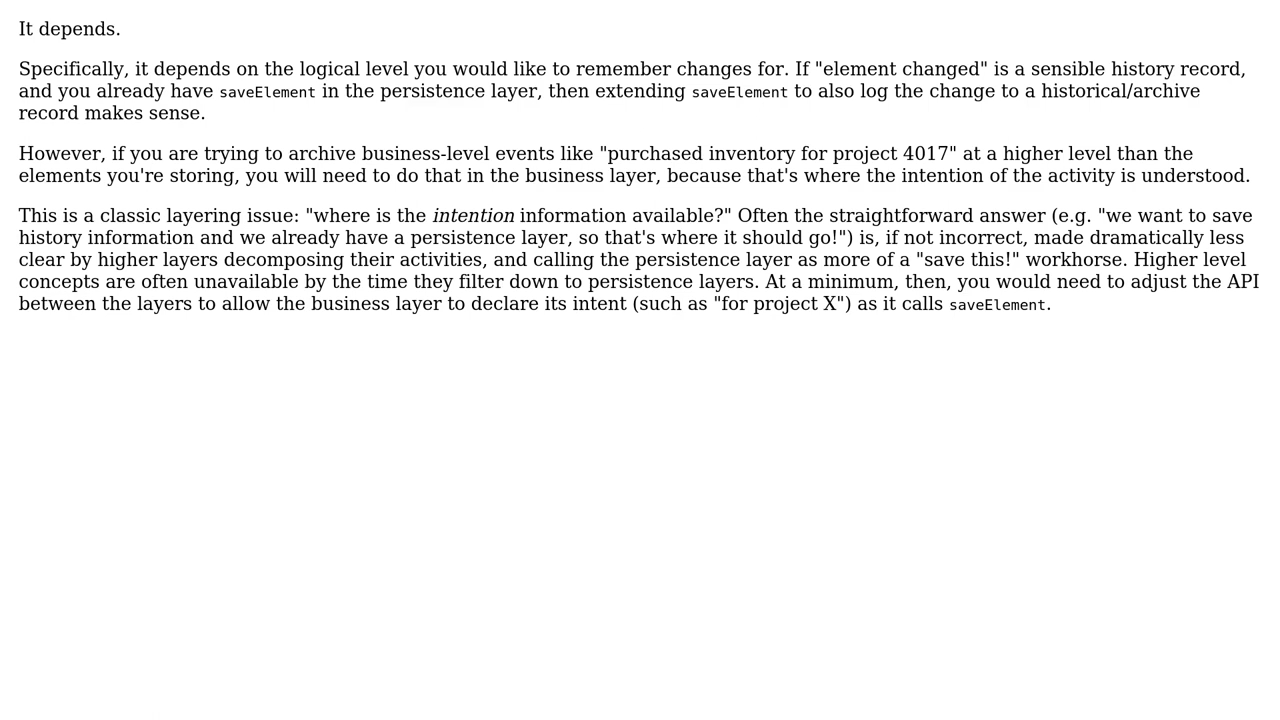 It depends.
Specifically, it depends on the logical level you would like to remember changes for. If "element changed" is a sensible history record,
and you already have saveElement in the persistence layer, then extending saveElement to also log the change to a historical/archive
record makes sense.
However, if you are trying to archive business-level events like "purchased inventory for project 4017" at a higher level than the
elements you're storing, you will need to do that in the business layer, because that's where the intention of the activity is understood.
This is a classic layering issue: "where is the intention information available?" Often the straightforward answer (e.g. "we want to save
history information and we already have a persistence layer, so that's where it should go!") is, if not incorrect, made dramatically less
clear by higher layers decomposing their activities, and calling the persistence layer as more of a "save this!" workhorse. Higher level
concepts are often unavailable by the time they filter down to persistence layers. At a minimum, then, you would need to adjust the API
between the layers to allow the business layer to declare its intent (such as "for project X") as it calls saveElement.